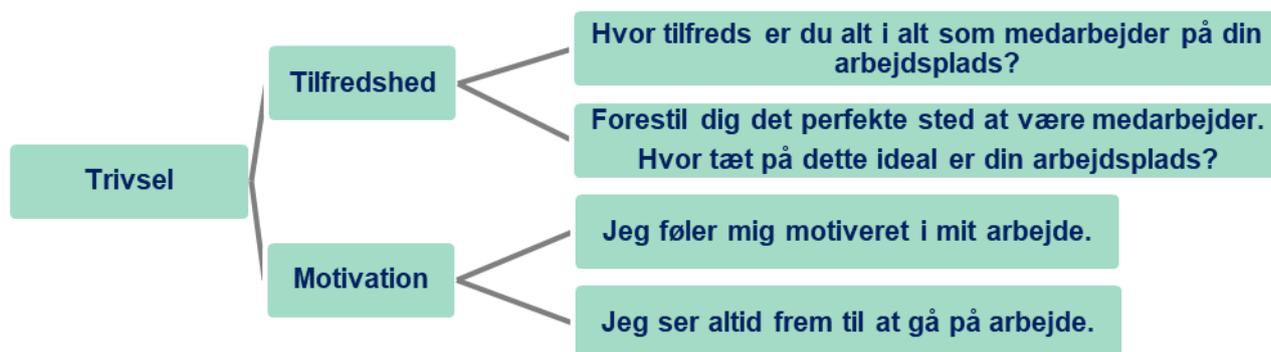 Hvor tilfreds er du alt i alt som medarbejder på din
arbejdsplads?
Tilfredshed
Forestil dig det perfekte sted at være medarbejder.
Hvor tæt på dette ideal er din arbejdsplads?
Trivsel
Jeg føler mig motiveret i mit arbejde.
Motivation
Jeg ser altid frem til at gå på arbejde.